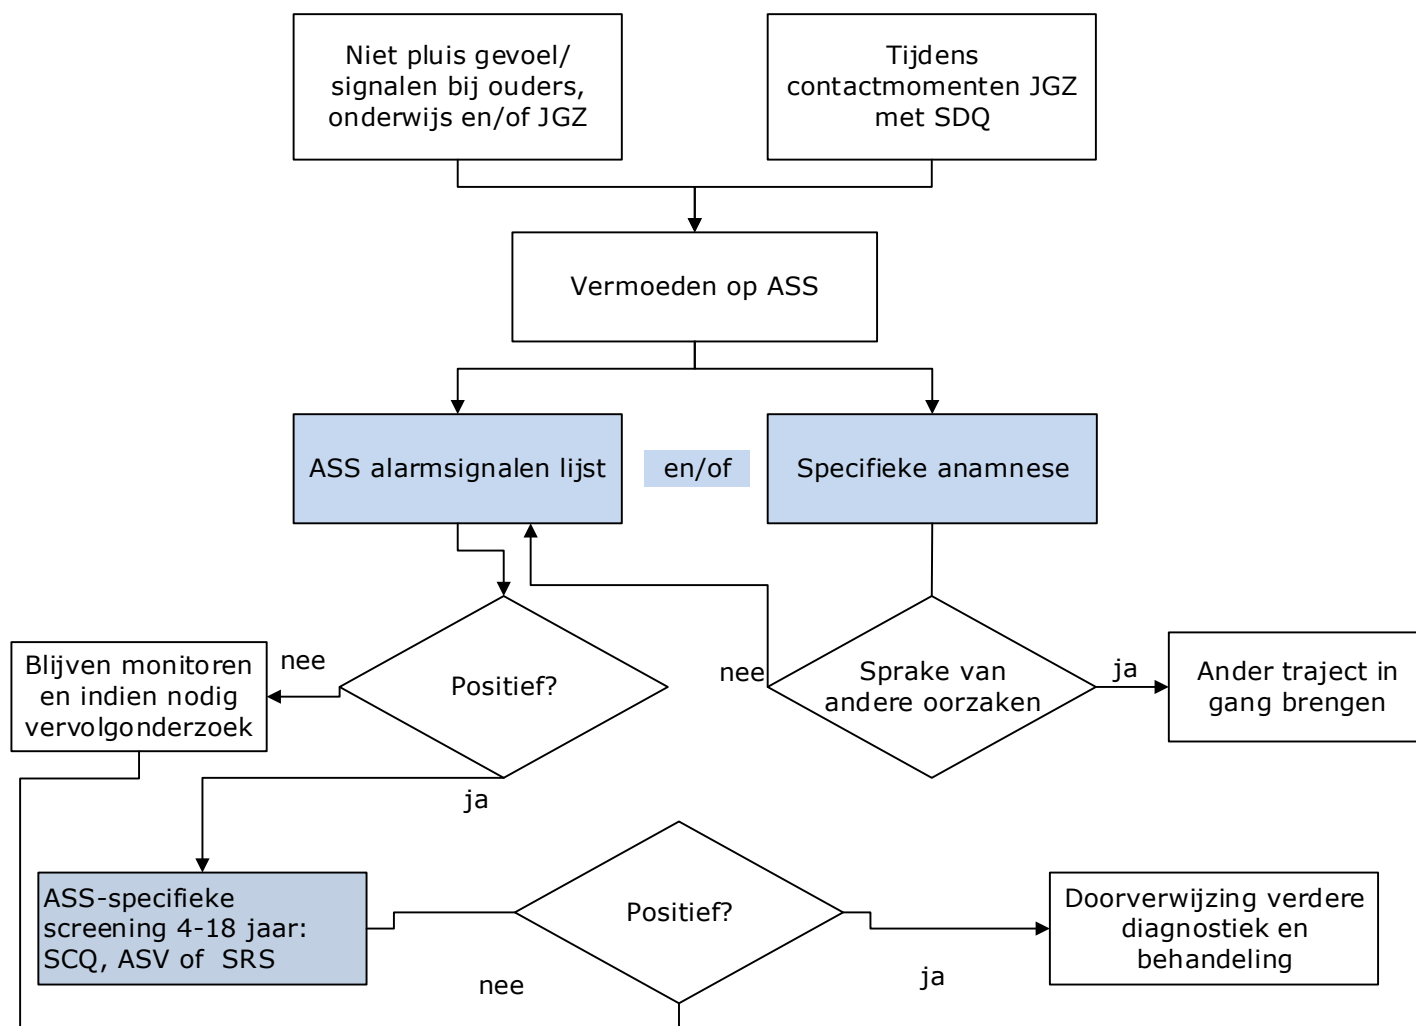 Niet pluis gevoel/
signalen bij ouders,
onderwijs en/of JGZ
Tijdens
contactmomenten JGZ
met SDQ
Vermoeden op ASS
ASS alarmsignalen lijst
en/of
Specifieke anamnese
Blijven monitoren
en indien nodig
vervolgonderzoek
nee
Positief?
nee
Sprake van
andere oorzaken
ja
Ander traject in
gang brengen
ja
ASS-specifieke
screening 4-18 jaar:
SCQ, ASV of SRS
Positief?
Doorverwijzing verdere
diagnostiek en
behandeling
nee
ja